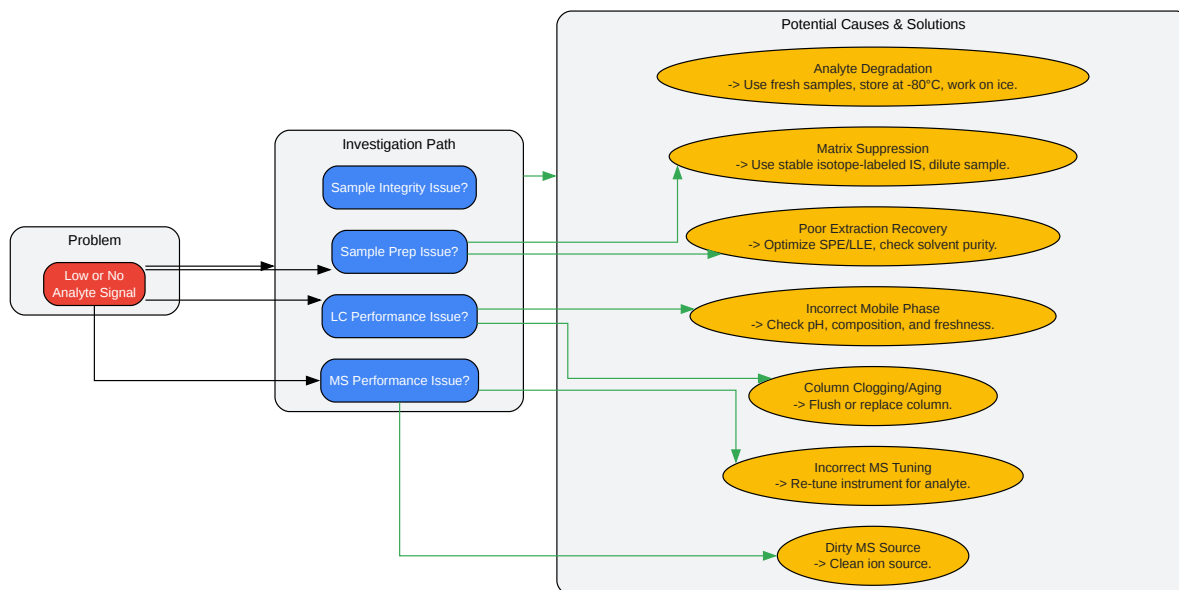 Problem
Low or No
Analyte Signal
Investigation Path
Sample Integrity Issue?
Sample Prep Issue?
LC Performance Issue?
MS Performance Issue?
Potential Causes & Solutions
Analyte Degradation
-> Use fresh samples, store at -80°C, work on ice.
Matrix Suppression
-> Use stable isotope-labeled IS, dilute sample.
Poor Extraction Recovery
-> Optimize SPE/LLE, check solvent purity.
Incorrect Mobile Phase
-> Check pH, composition, and freshness.
Column Clogging/Aging
-> Flush or replace column.
Incorrect MS Tuning
-> Re-tune instrument for analyte.
Dirty MS Source
-> Clean ion source.